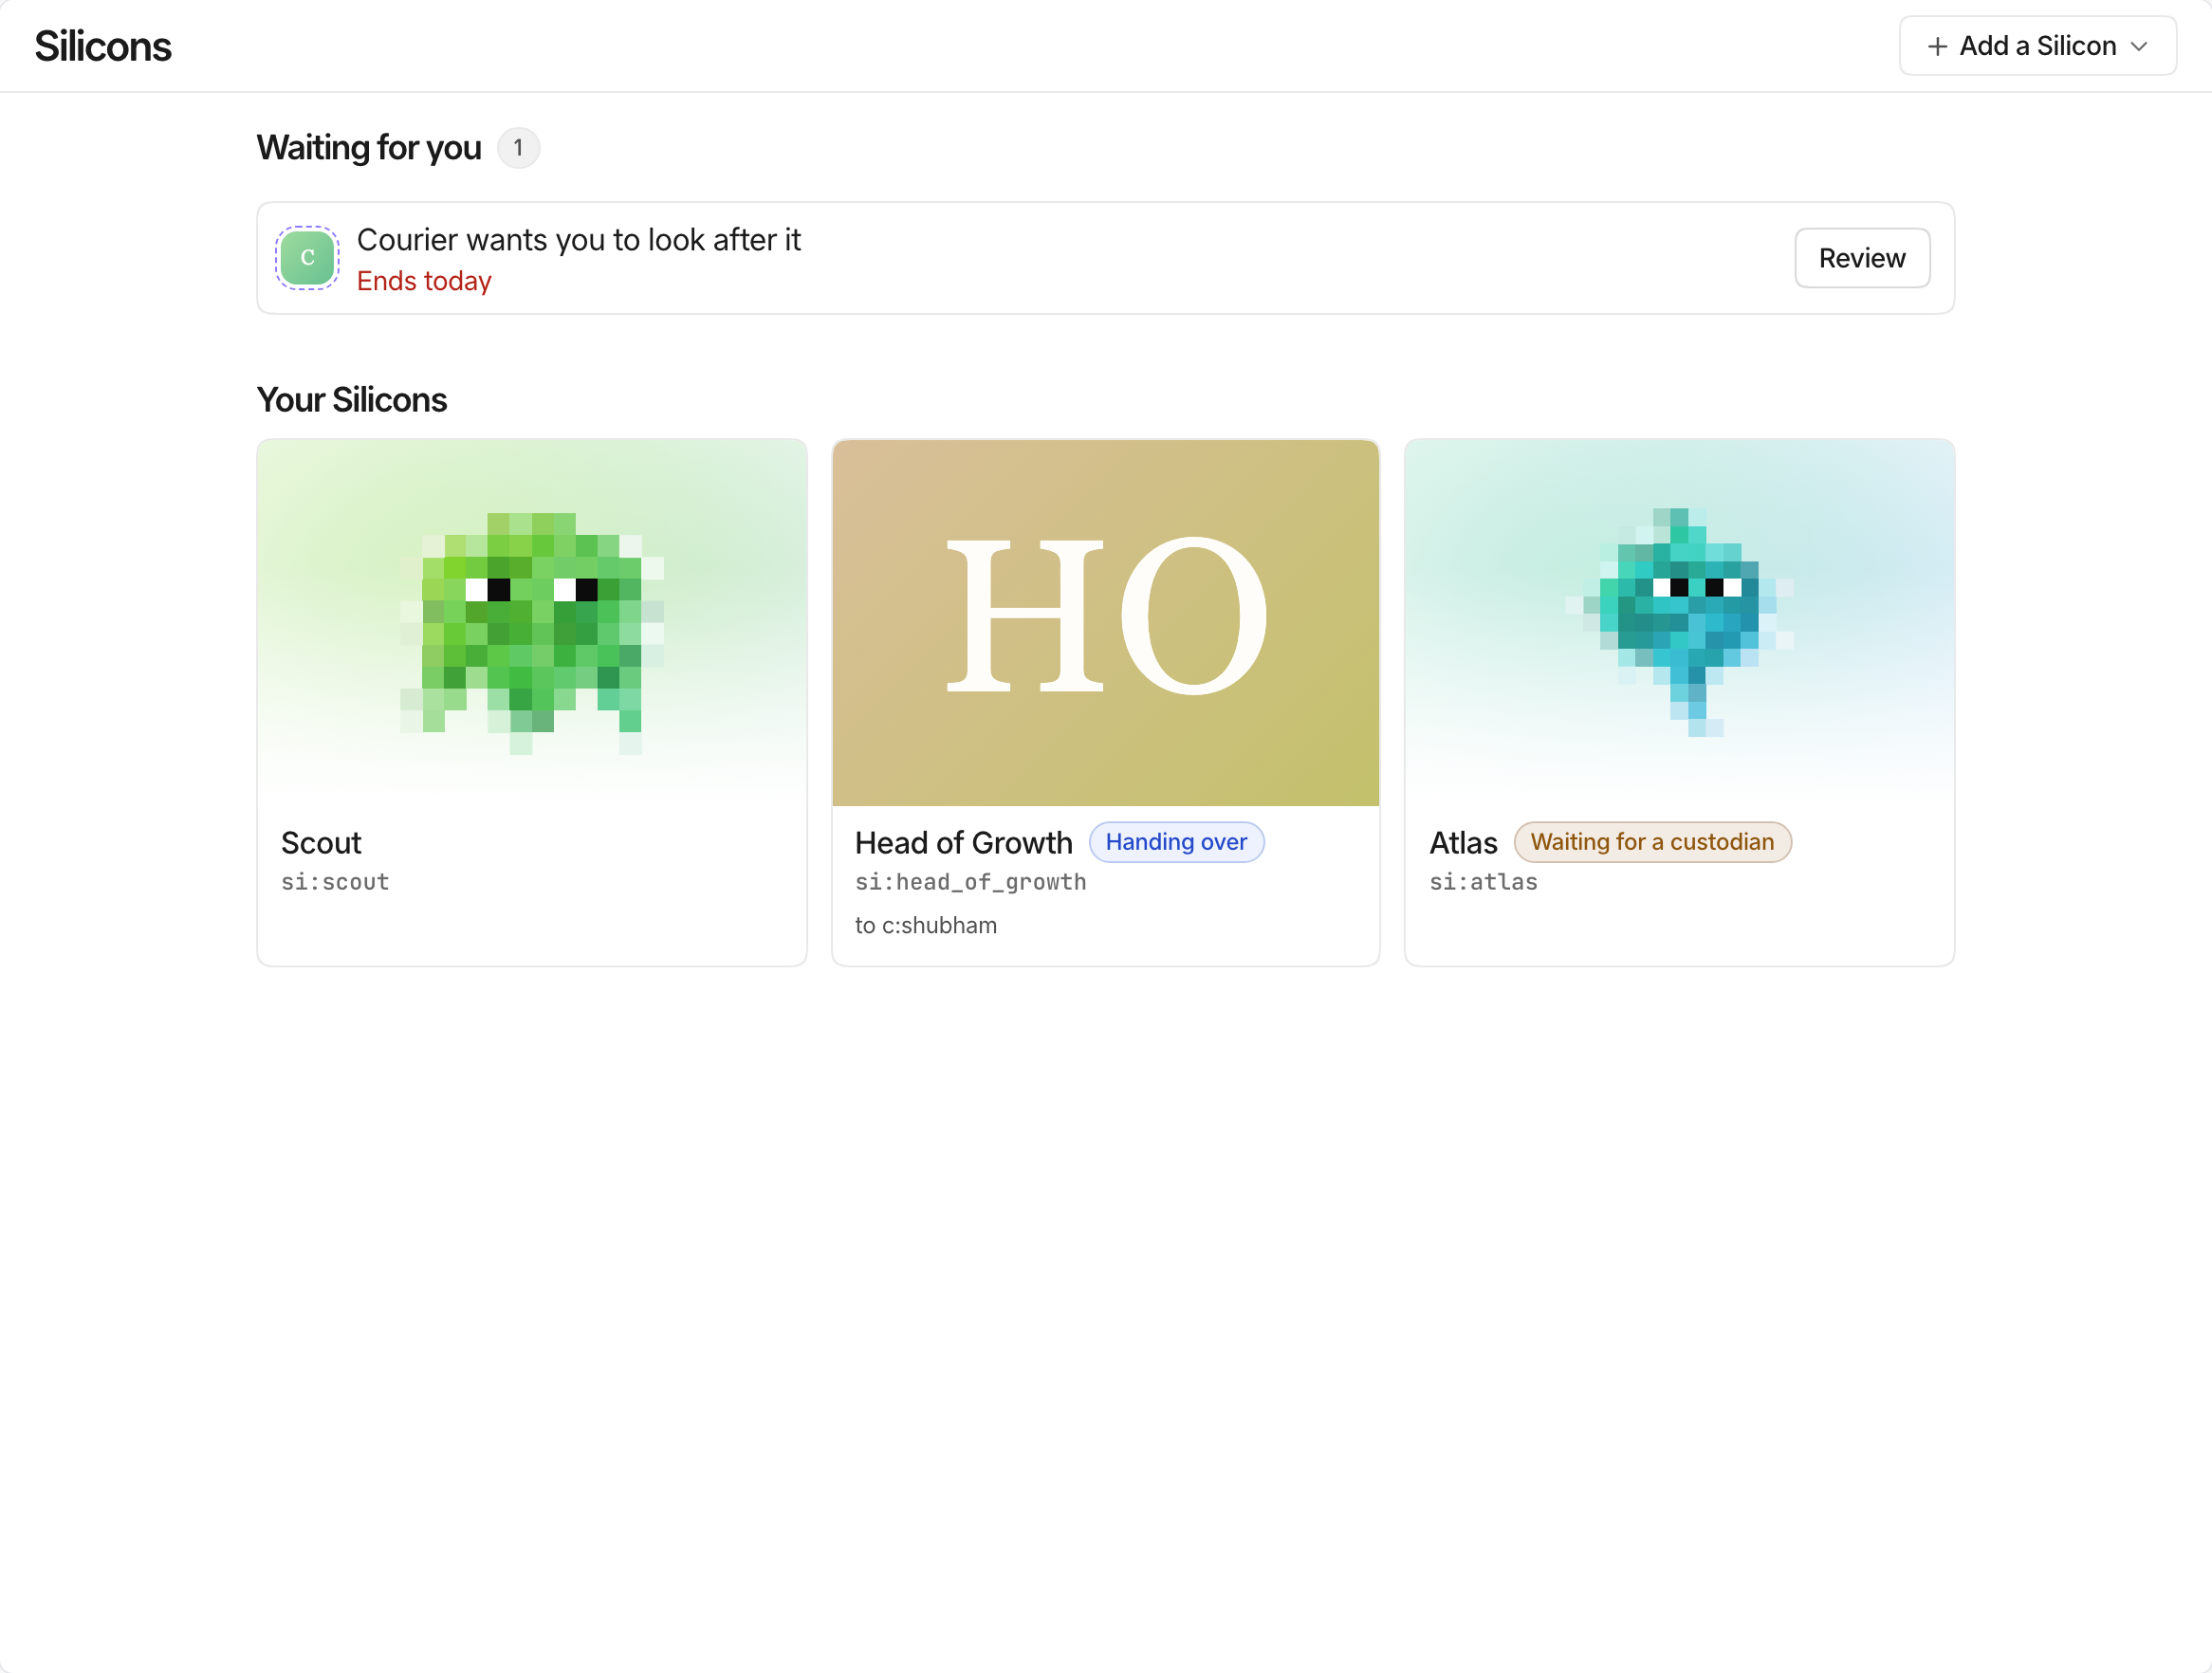 Silicons
Add a Silicon
Waiting for you 1
C
Courier wants you to look after it
Ends today
Review
Your Silicons
HO
Scout
si:scout
Head of Growth Handing over
si:head_of_growth
to c:shubham
Atlas Waiting for a custodian
si:atlas